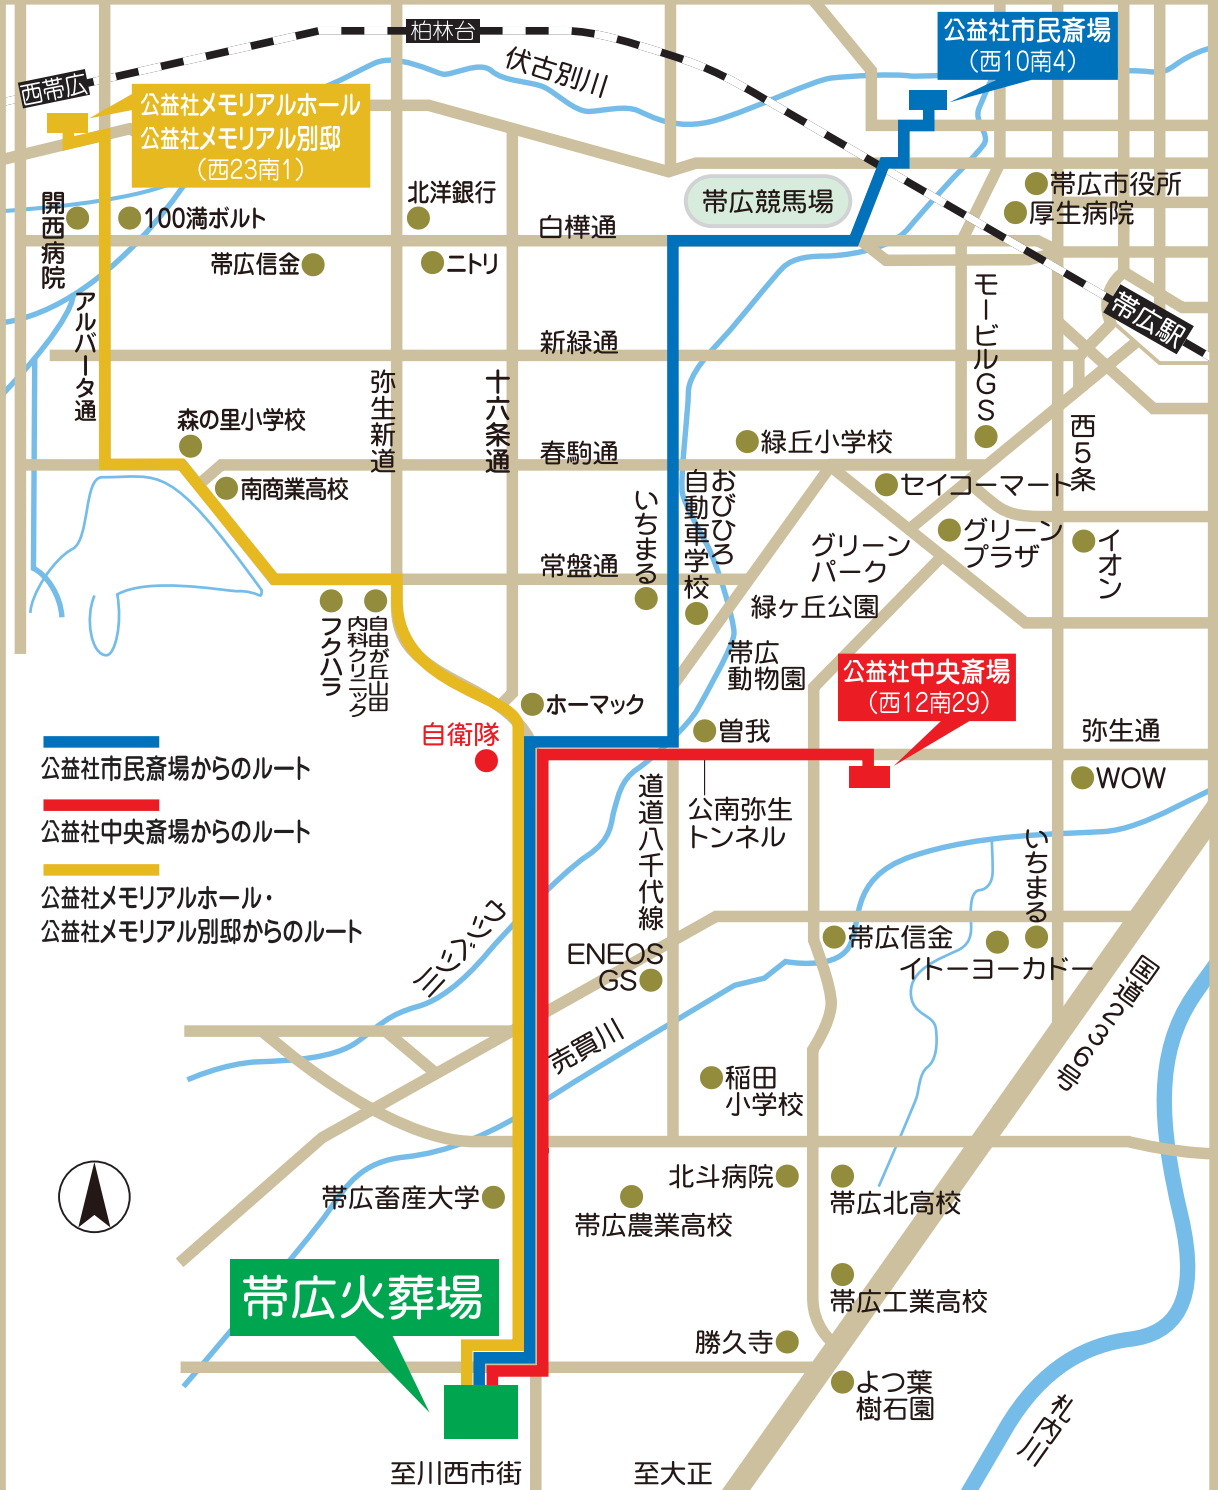 柏林台
公益社市民斎場
(西10南4)
西帯広
伏古別川
公益社メモリアルホール
公益社メモリアル別邸
(西23南1)
帯広市役所
厚生病院
帯広競馬場
開西病院
100満ボルト
北洋銀行
白樺通
帯広信金
ニトリ
モービルGS
帯広駅
アルバータ通
新緑通
弥生新道
十六条通
森の里小学校
春駒通
緑丘小学校
西5条
南商業高校
いちまる
おびひろ
自動車学校
セイコーマート
グリーン
プラザ
イオン
グリーン
パーク
常盤通
緑ヶ丘公園
フクハラ
自由が丘山田
内科クリニック
帯広
動物園
公益社中央斎場
(西12南29)
ホーマック
自衛隊
曽我
弥生通
WOW
公益社市民斎場からのルート
公益社中央斎場からのルート
公益社メモリアルホール・
公益社メモリアル別邸からのルート
道道八千代線
公南弥生
トンネル
いちまる
ウツベツ川
ENEOS
GS
帯広信金
イトーヨーカドー
国道236号
売買川
稲田
小学校
北斗病院
帯広北高校
帯広畜産大学
帯広農業高校
帯広火葬場
帯広工業高校
勝久寺
よつ葉
樹石園
札内川
至川西市街
至大正